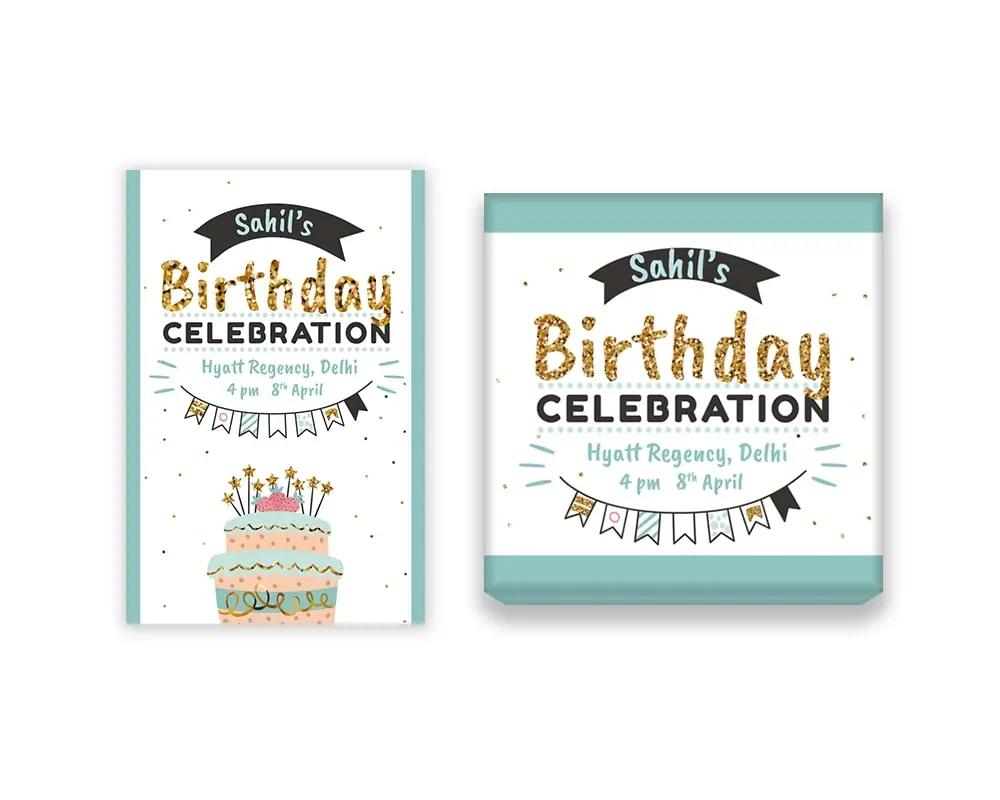 Sahil's
Birthday
CELEBRATION
Hyatt Regency, Delhi
4 pm 8th April
Sahil's
Birthday
CELEBRATION
Hyatt Regency, Delhi
4 pm 8th April